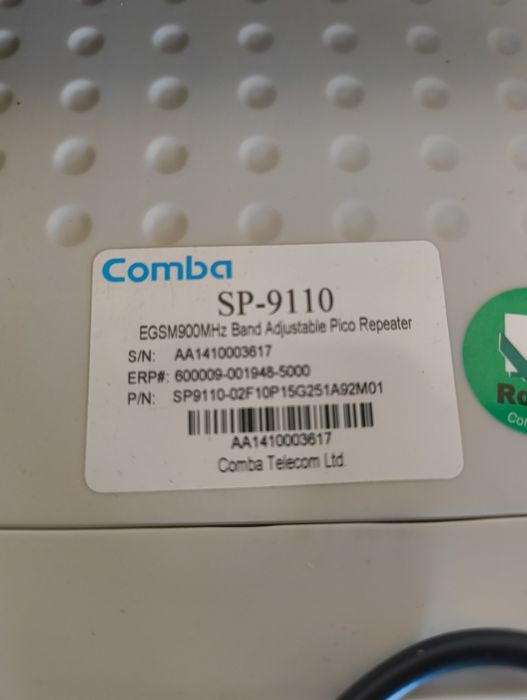 Comba
SP-9110
EGSM900MHz Band Adjustable Pico Repeater
S/N: AA1410003617
ERP#: 600009-001948-5000
P/N: SP9110-02F10P15G251A92M01
AA1410003617
Comba Telecom Ltd.